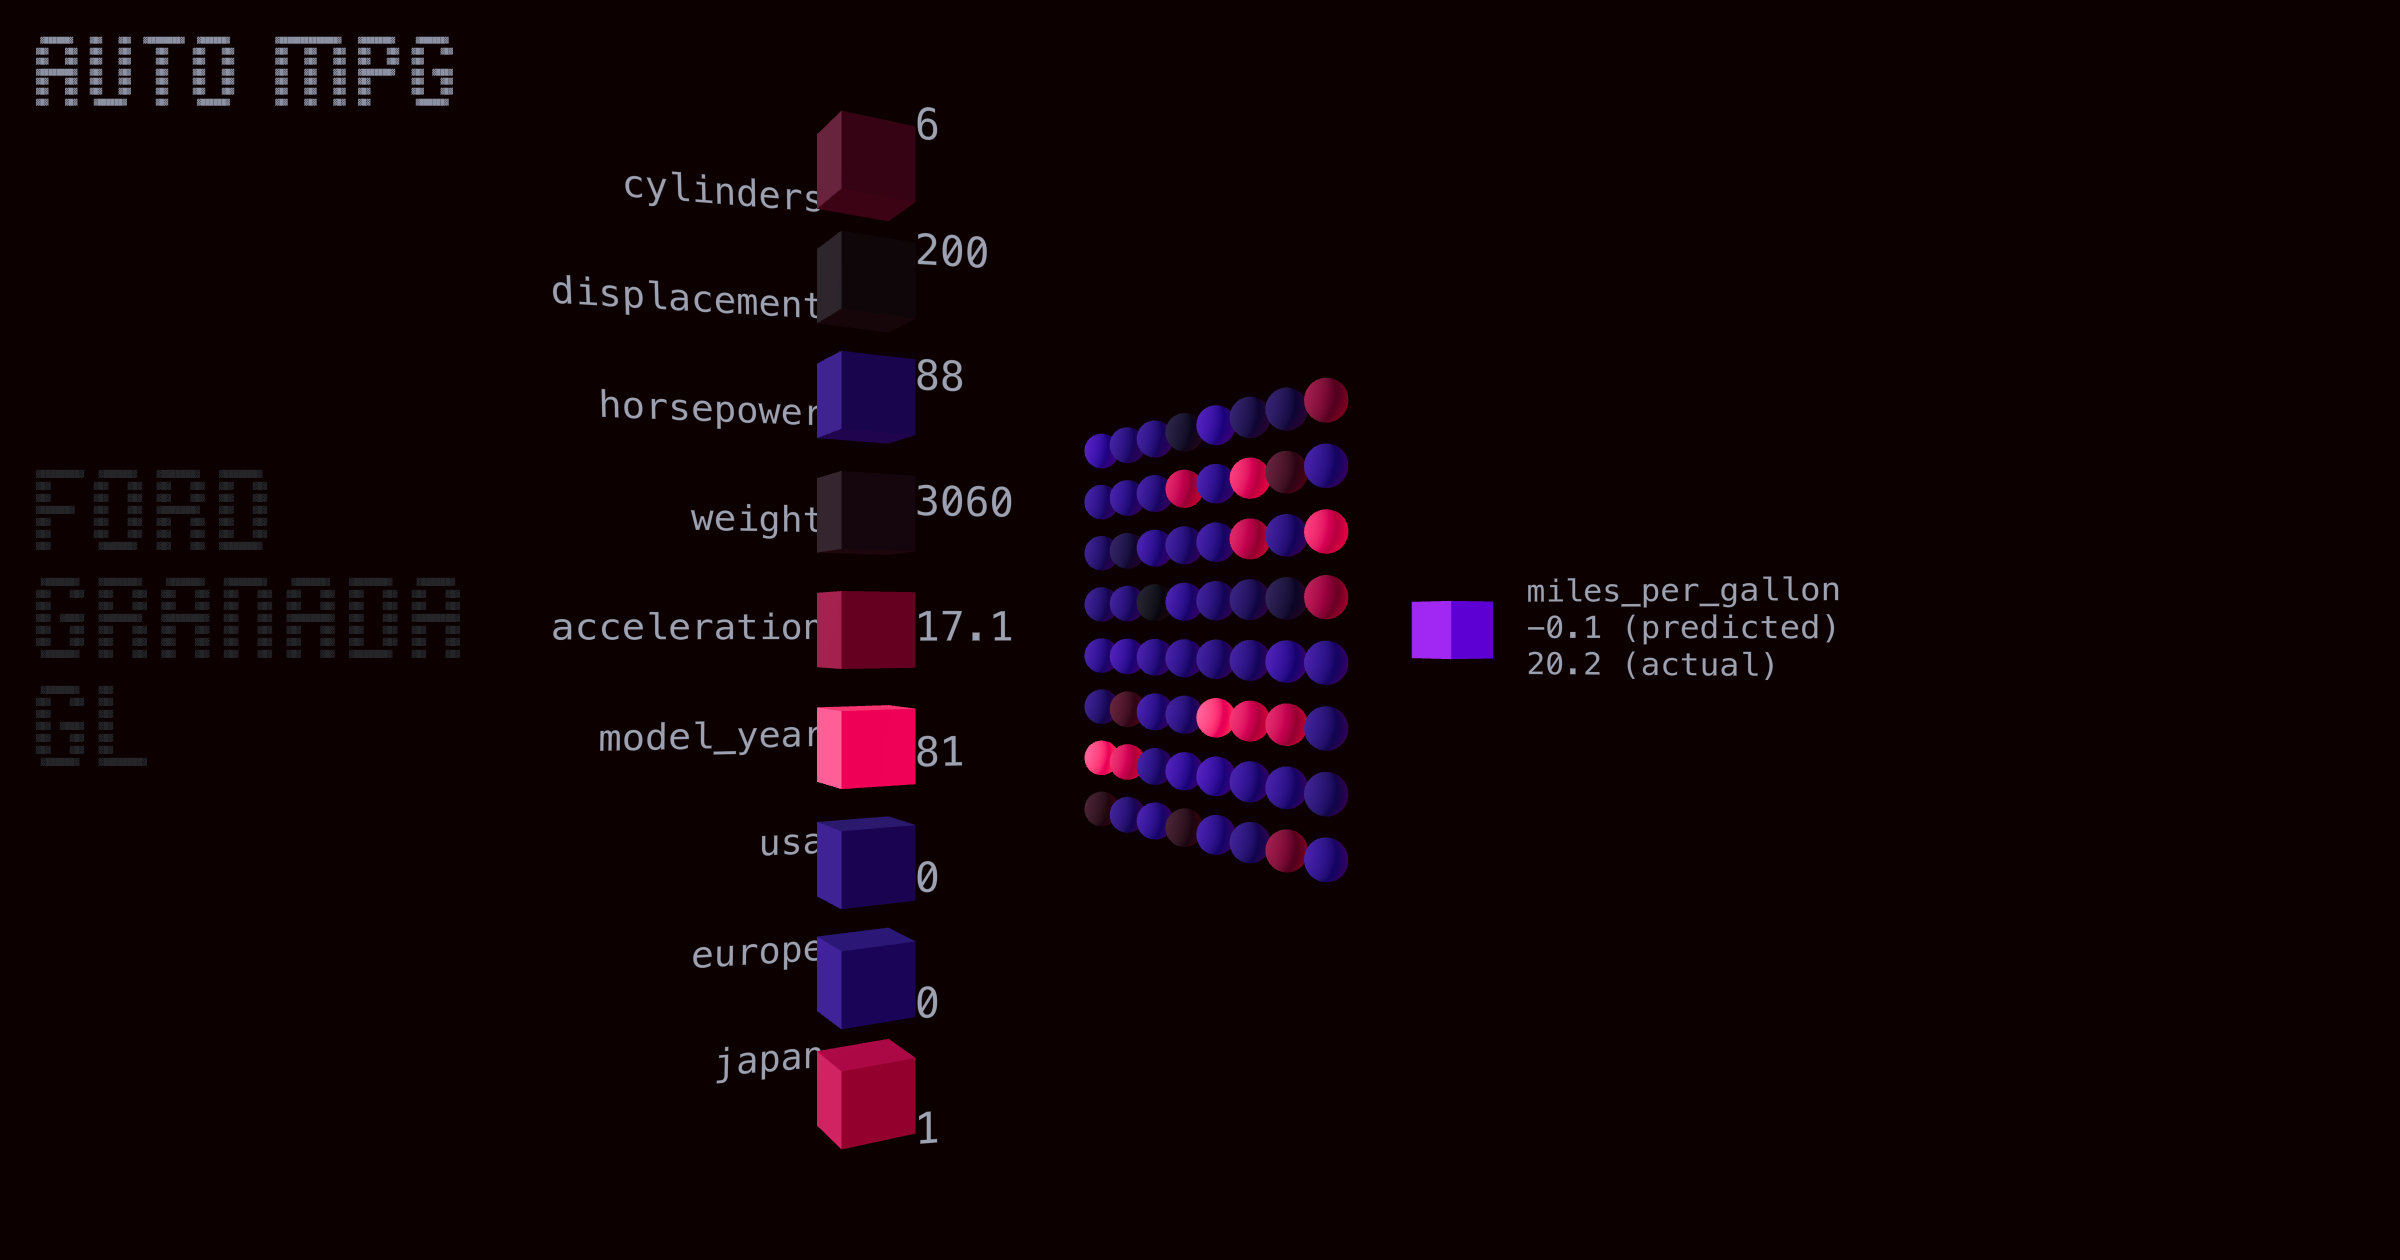 AUTO MPG
FORD
GRANADA
GL
cylinders 6
displacement 200
horsepower 88
weight 3060
acceleration 17.1
model_year 81
usa 0
europe 0
japan 1
miles_per_gallon
−0.1 (predicted)
20.2 (actual)